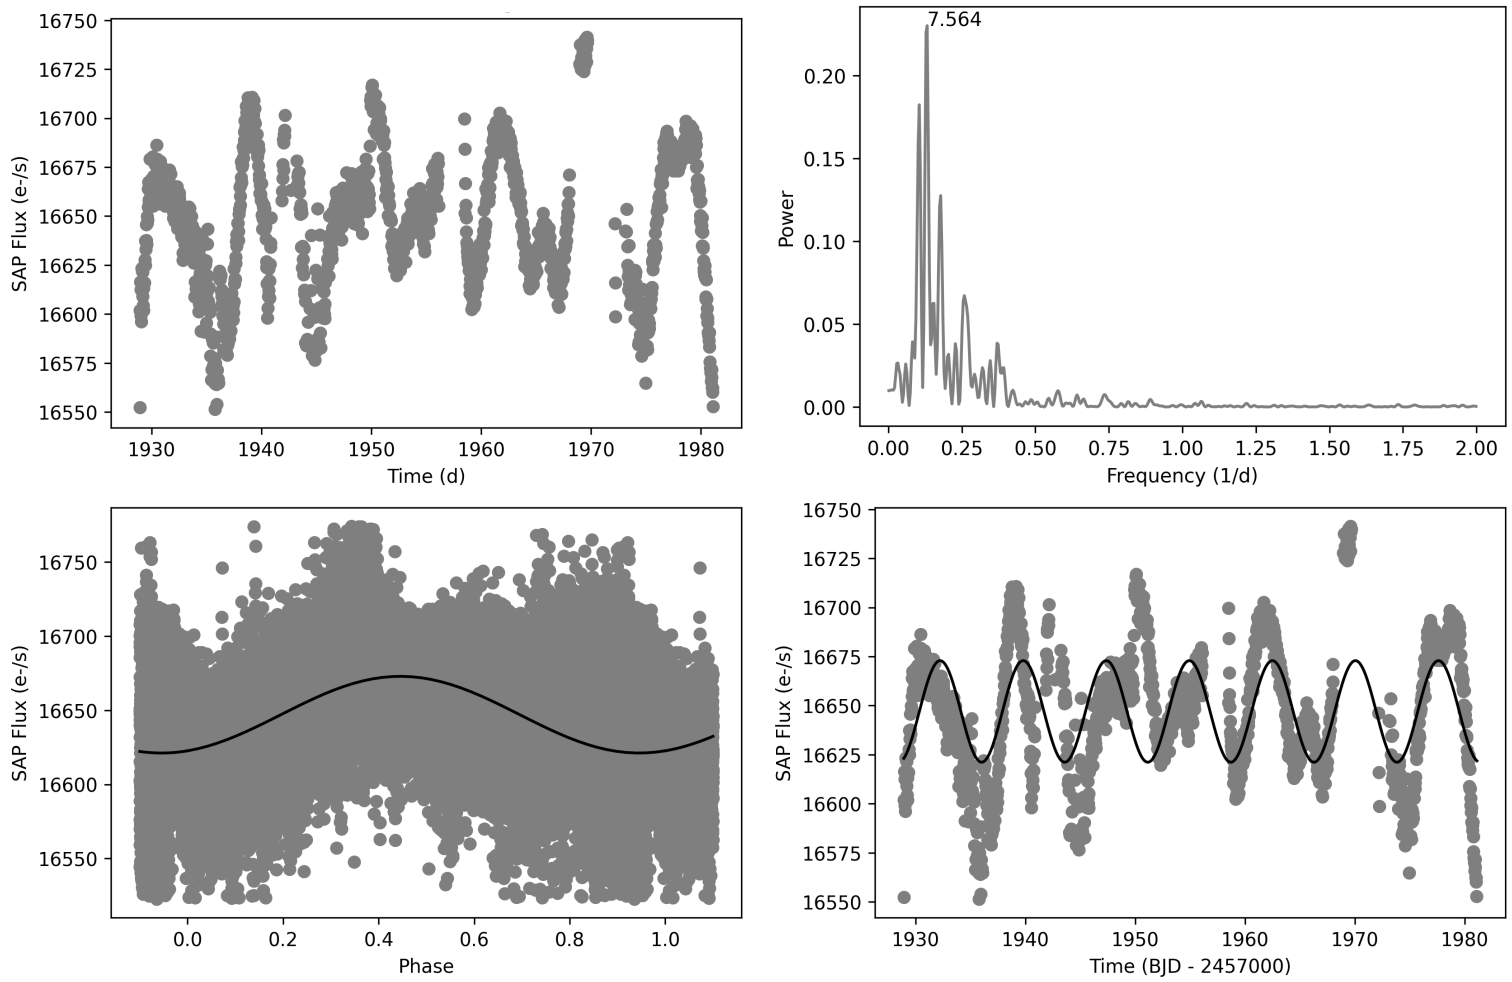 16750
16725
16700
16675
16650
16625
16600
16575
16550
SAP Flux (e-/s)
1930 1940 1950 1960 1970 1980
Time (d)
7.564
0.20
0.15
0.10
0.05
0.00
Power
0.00 0.25 0.50 0.75 1.00 1.25 1.50 1.75 2.00
Frequency (1/d)
16750
16700
16650
16600
16550
SAP Flux (e-/s)
0.0 0.2 0.4 0.6 0.8 1.0
Phase
16750
16725
16700
16675
16650
16625
16600
16575
16550
SAP Flux (e-/s)
1930 1940 1950 1960 1970 1980
Time (BJD - 2457000)